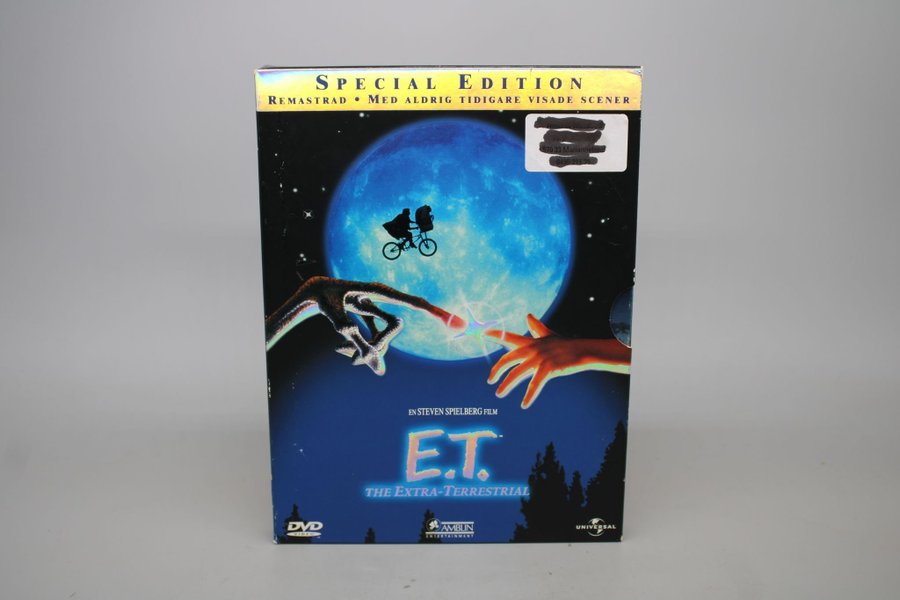 SPECIAL EDITION
REMASTRAD • MED ALDRIG TIDIGARE VISADE SCENER
EN STEVEN SPIELBERG FILM
E.T.
THE EXTRA-TERRESTRIAL
DVD
VIDEO
AMBLIN
ENTERTAINMENT
UNIVERSAL